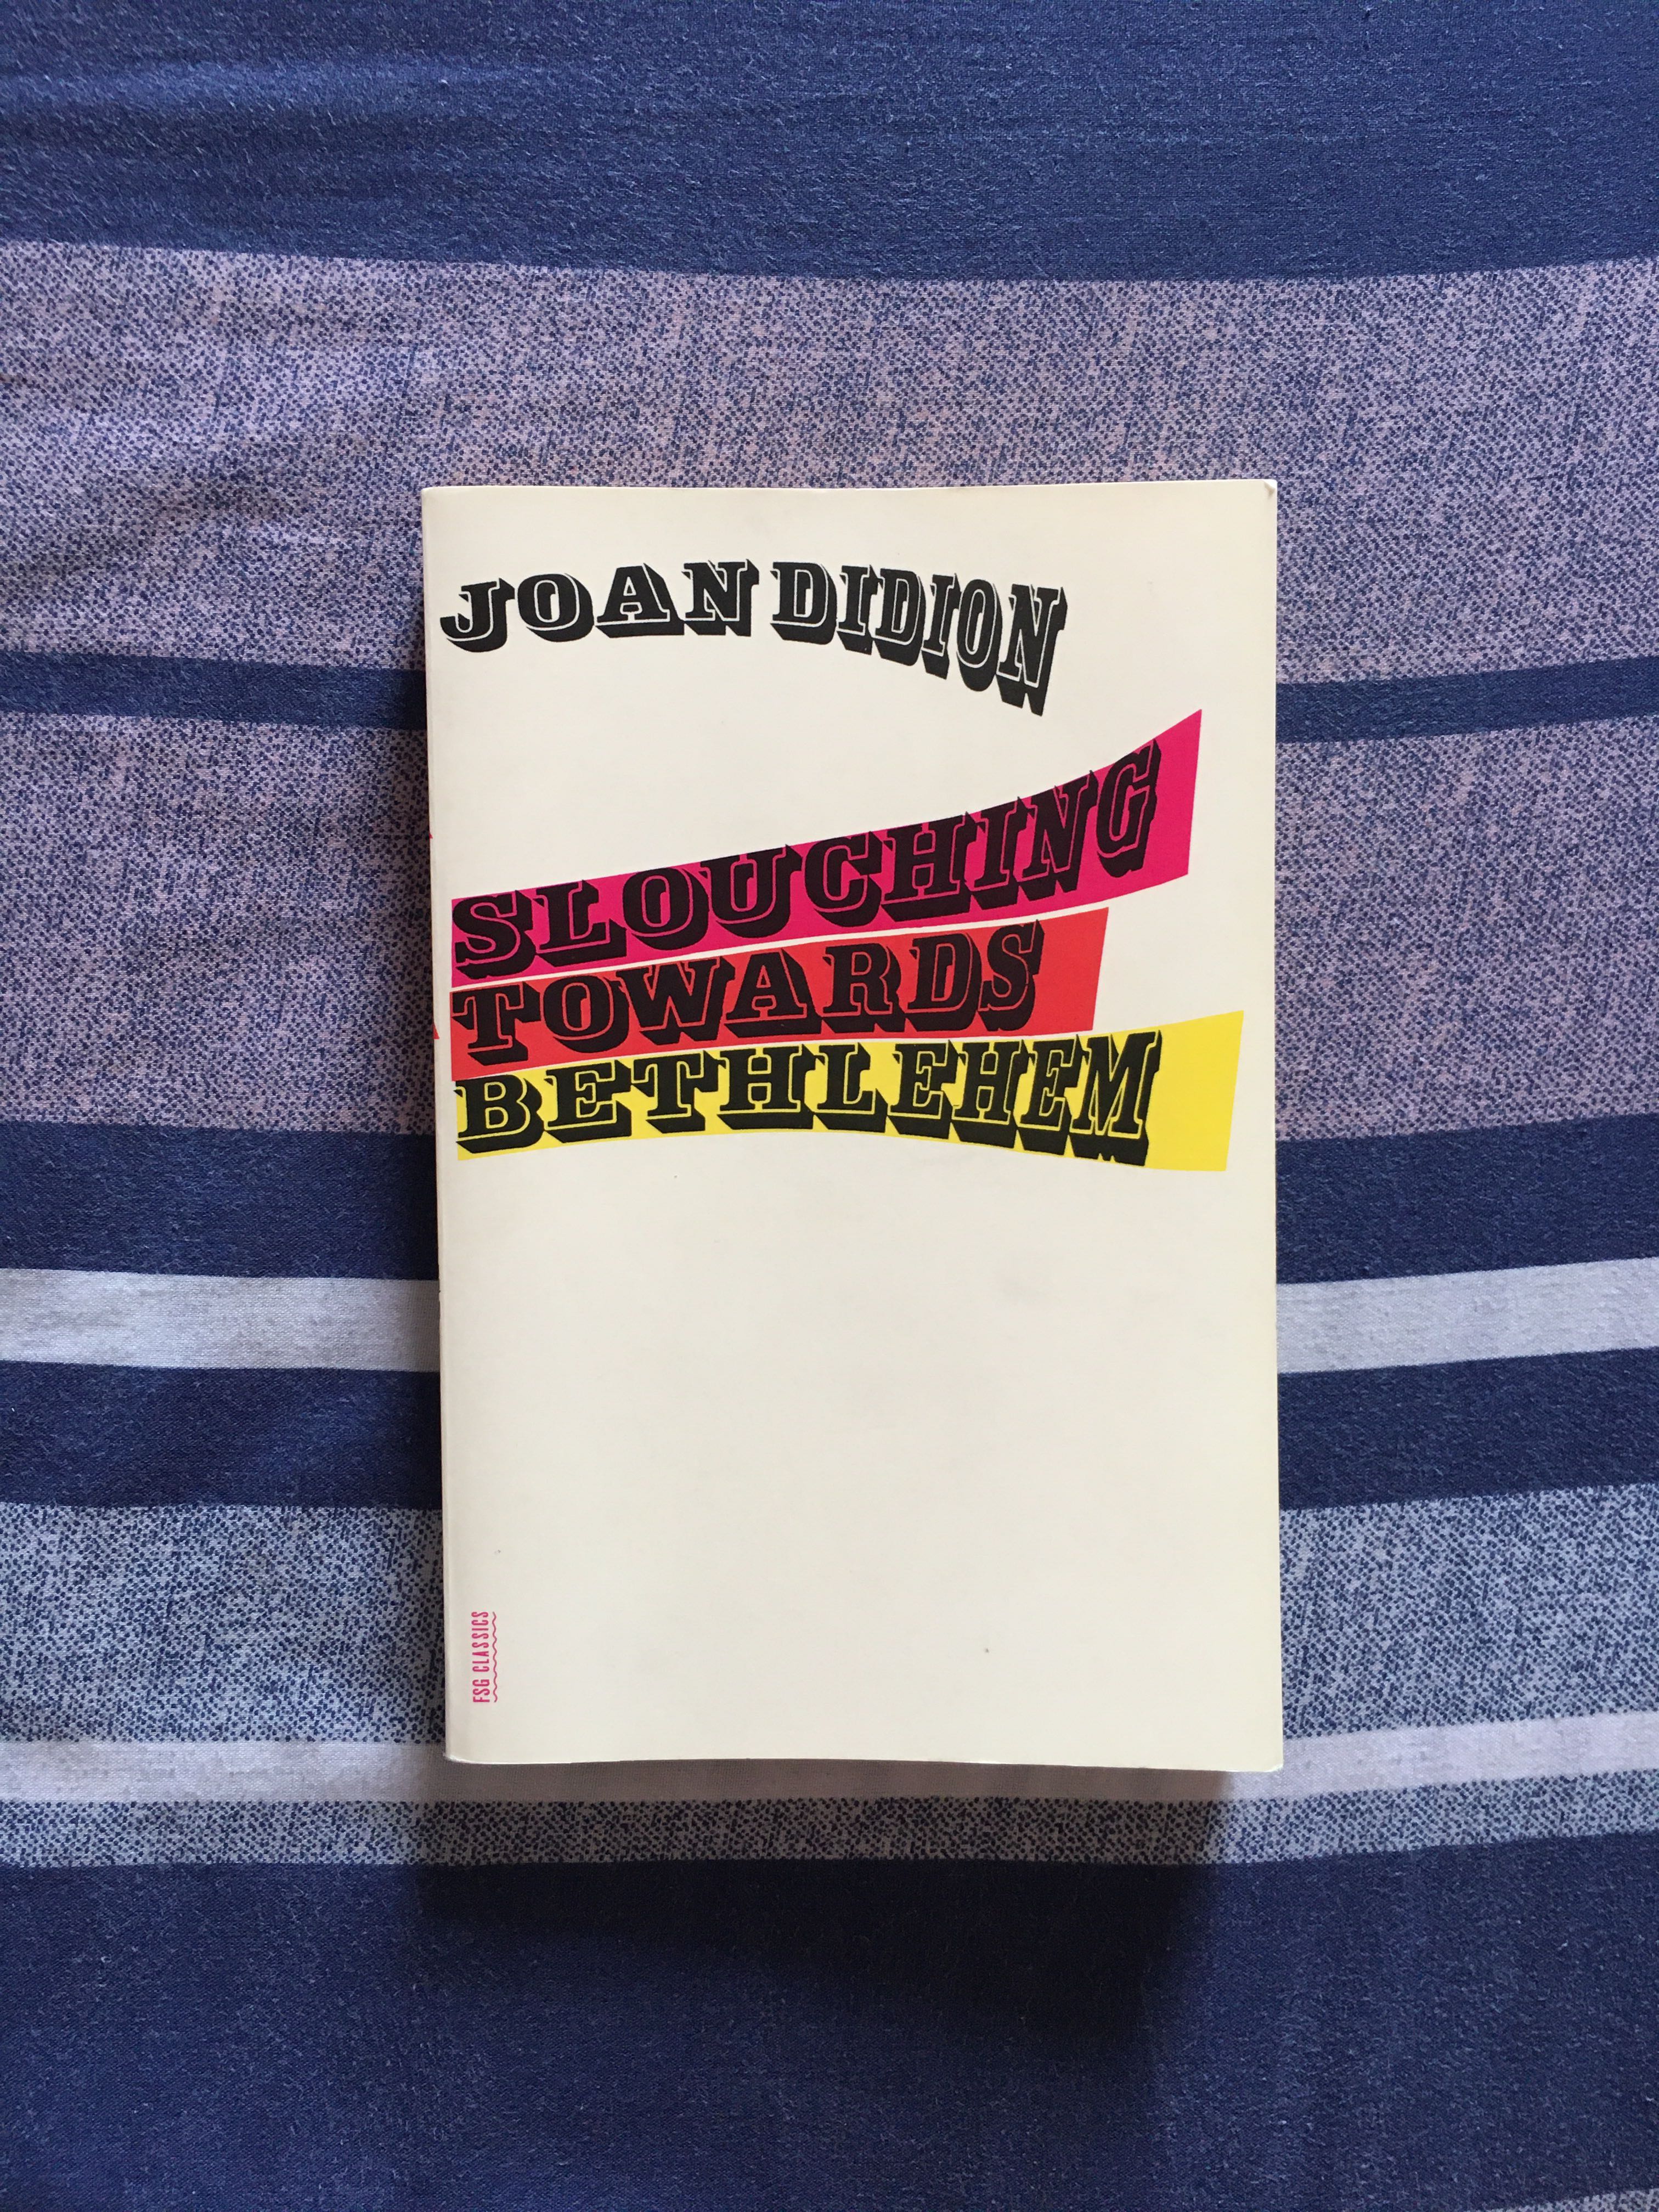 JOAN DIDION
SLOUCHING
TOWARDS
BETHLEHEM
FSG CLASSICS